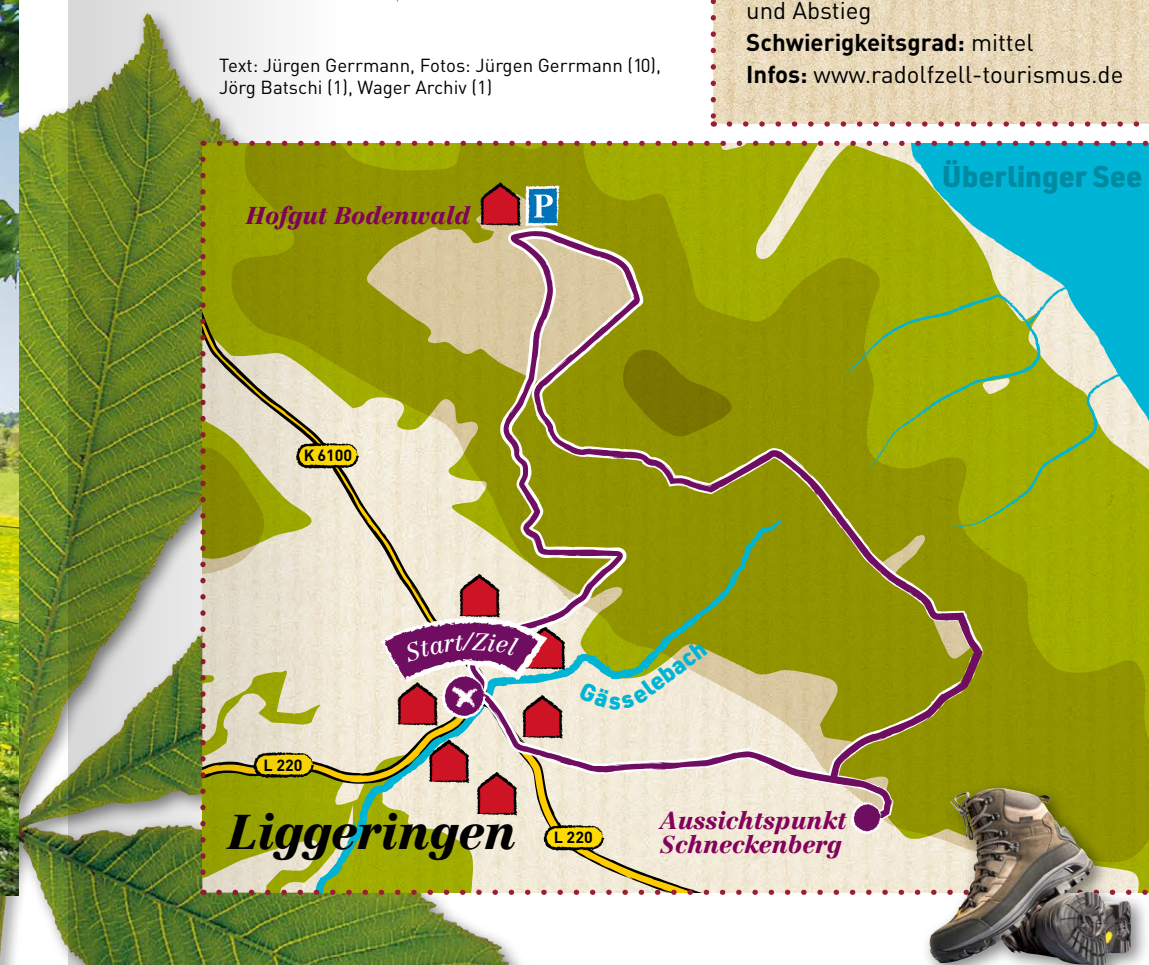 und Abstieg
Schwierigkeitsgrad: mittel
Infos: www.radolfzell-tourismus.de
Text: Jürgen Gerrmann, Fotos: Jürgen Gerrmann (10),
Jörg Batschi (1), Wager Archiv (1)
Überlinger See
Hofgut Bodenwald
P
K 6100
Start/Ziel
Gässelebach
L 220
Liggeringen
L 220
Aussichtspunkt
Schneckenberg